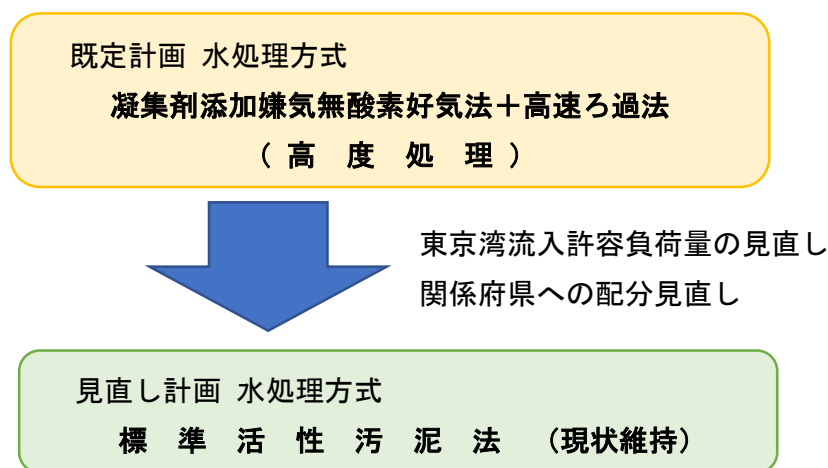 既定計画 水処理方式
凝集剤添加嫌気無酸素好気法＋高速ろ過法
（高 度 処 理）
東京湾流入許容負荷量の見直し
関係府県への配分見直し
見直し計画 水処理方式
標 準 活 性 汚 泥 法 （現状維持）